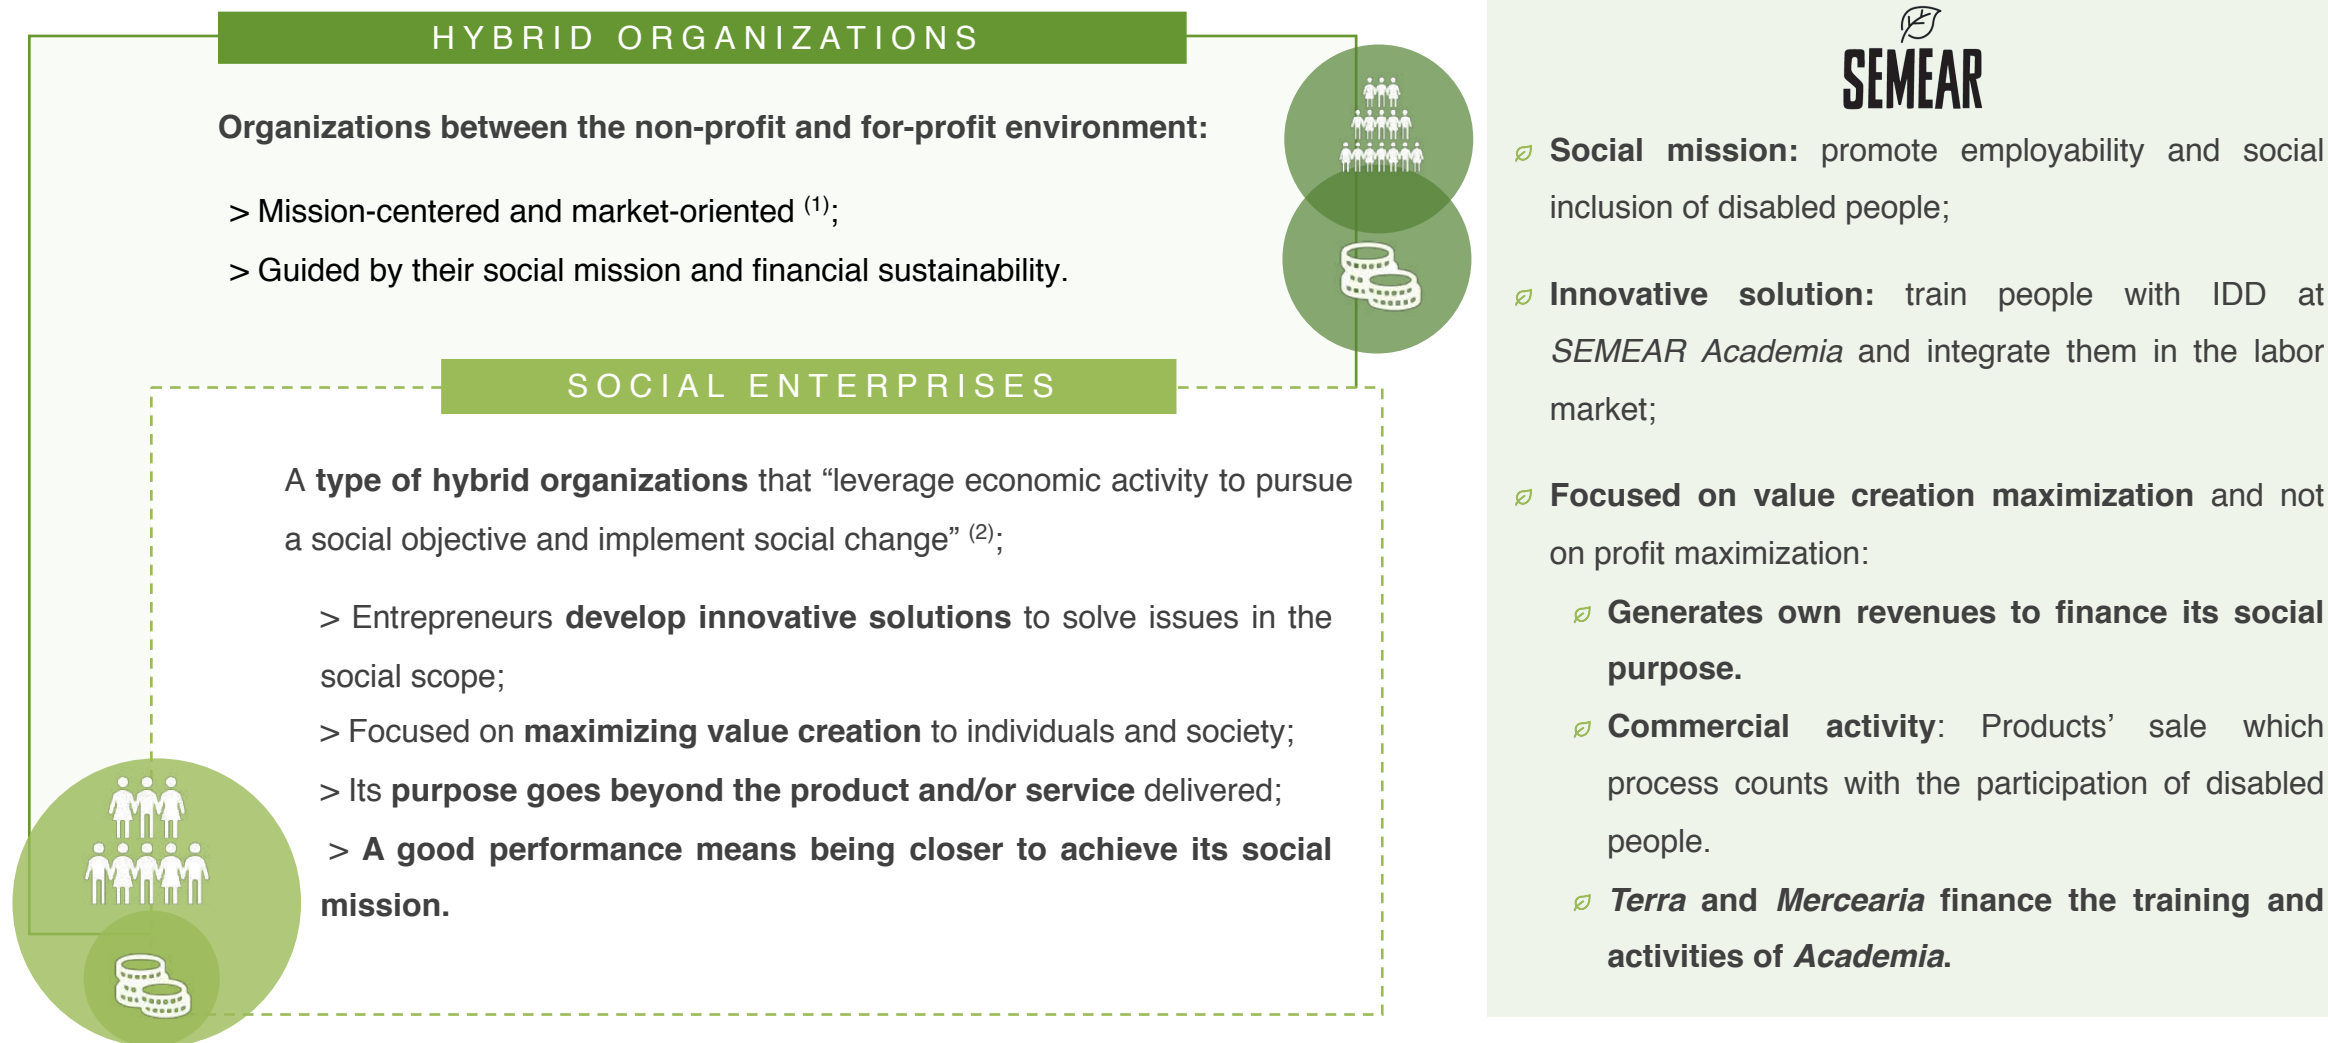 HYBRID ORGANIZATIONS
Organizations between the non-profit and for-profit environment:
> Mission-centered and market-oriented (1);
> Guided by their social mission and financial sustainability.
SOCIAL ENTERPRISES
A type of hybrid organizations that “leverage economic activity to pursue
a social objective and implement social change” (2);
> Entrepreneurs develop innovative solutions to solve issues in the
social scope;
> Focused on maximizing value creation to individuals and society;
> Its purpose goes beyond the product and/or service delivered;
> A good performance means being closer to achieve its social
mission.
SEMEAR
Social mission: promote employability and social
inclusion of disabled people;
Innovative solution: train people with IDD at
SEMEAR Academia and integrate them in the labor
market;
Focused on value creation maximization and not
on profit maximization:
Generates own revenues to finance its social
purpose.
Commercial activity: Products’ sale which
process counts with the participation of disabled
people.
Terra and Mercearia finance the training and
activities of Academia.